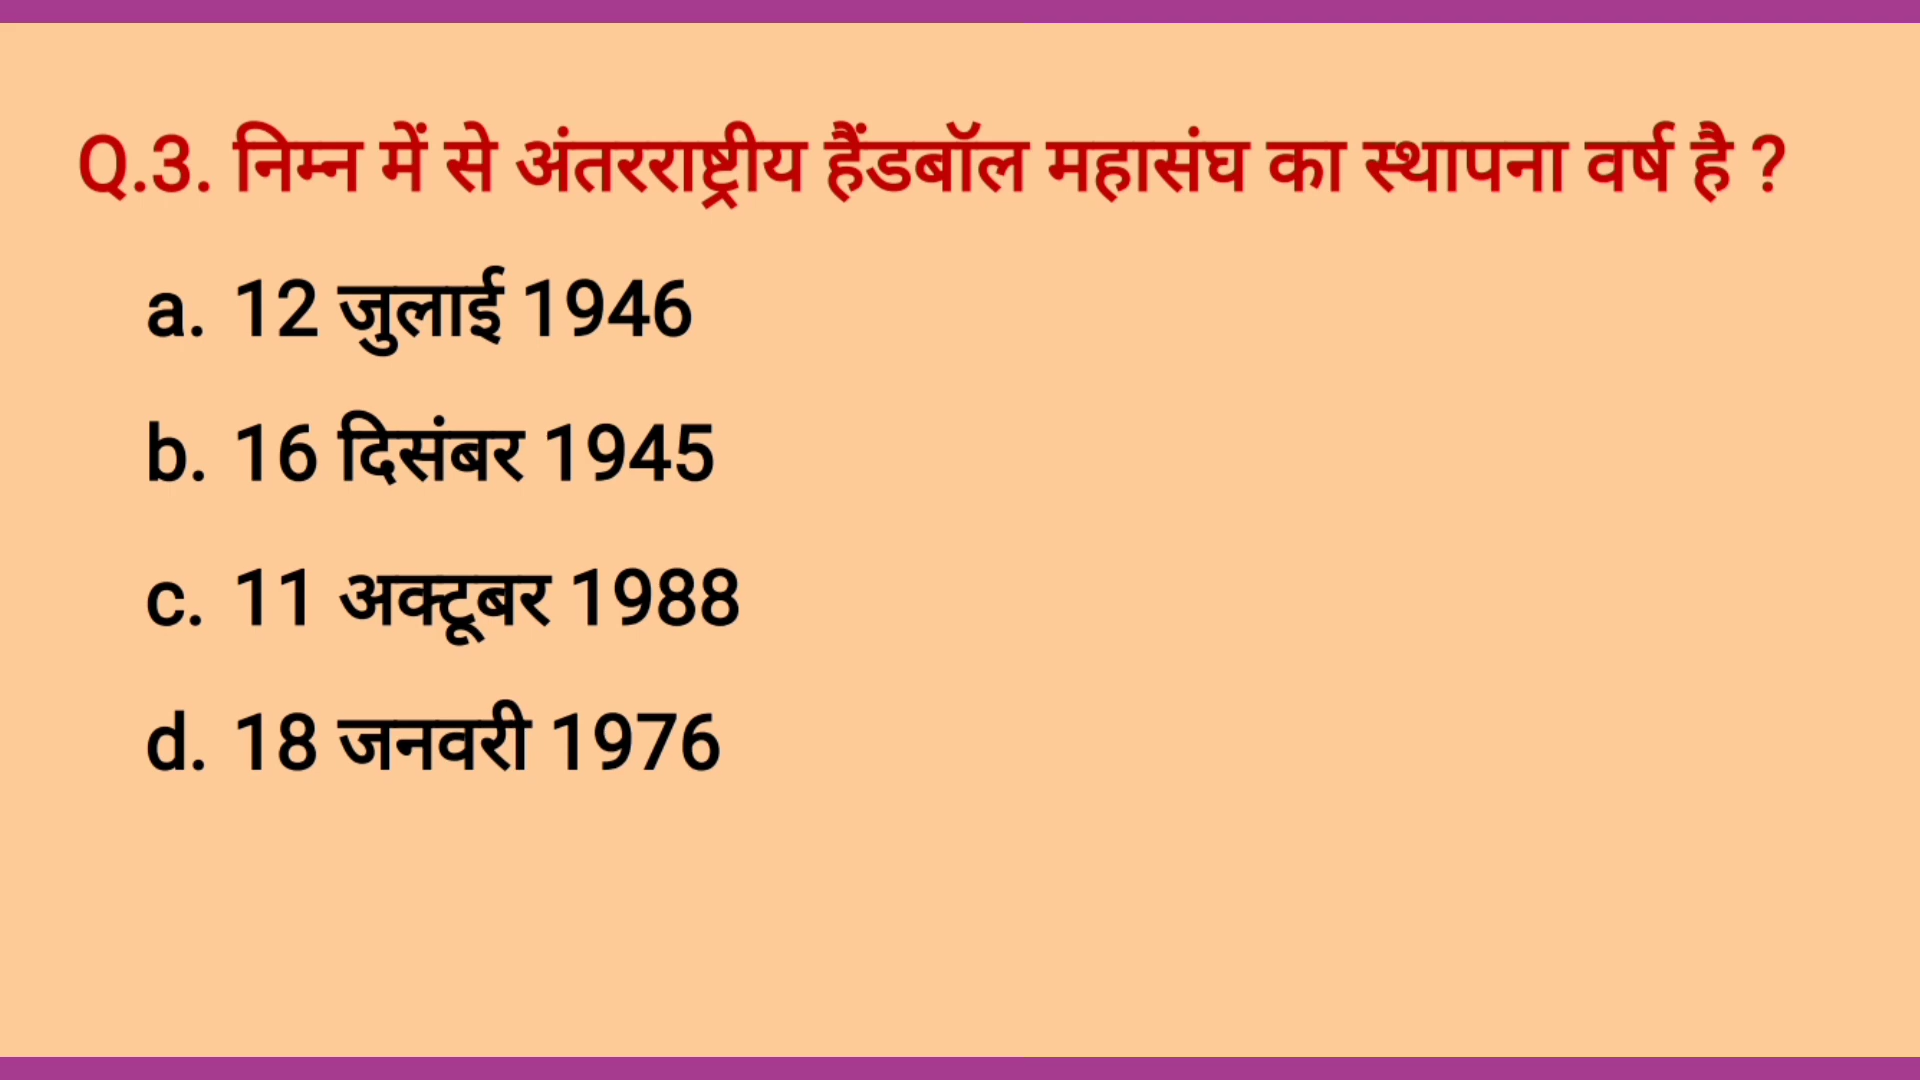 Q.3. निम्न में से अंतरराष्ट्रीय हैंडबॉल महासंघ का स्थापना वर्ष है ?
a. 12 जुलाई 1946
b. 16 दिसंबर 1945
c. 11 अक्टूबर 1988
d. 18 जनवरी 1976